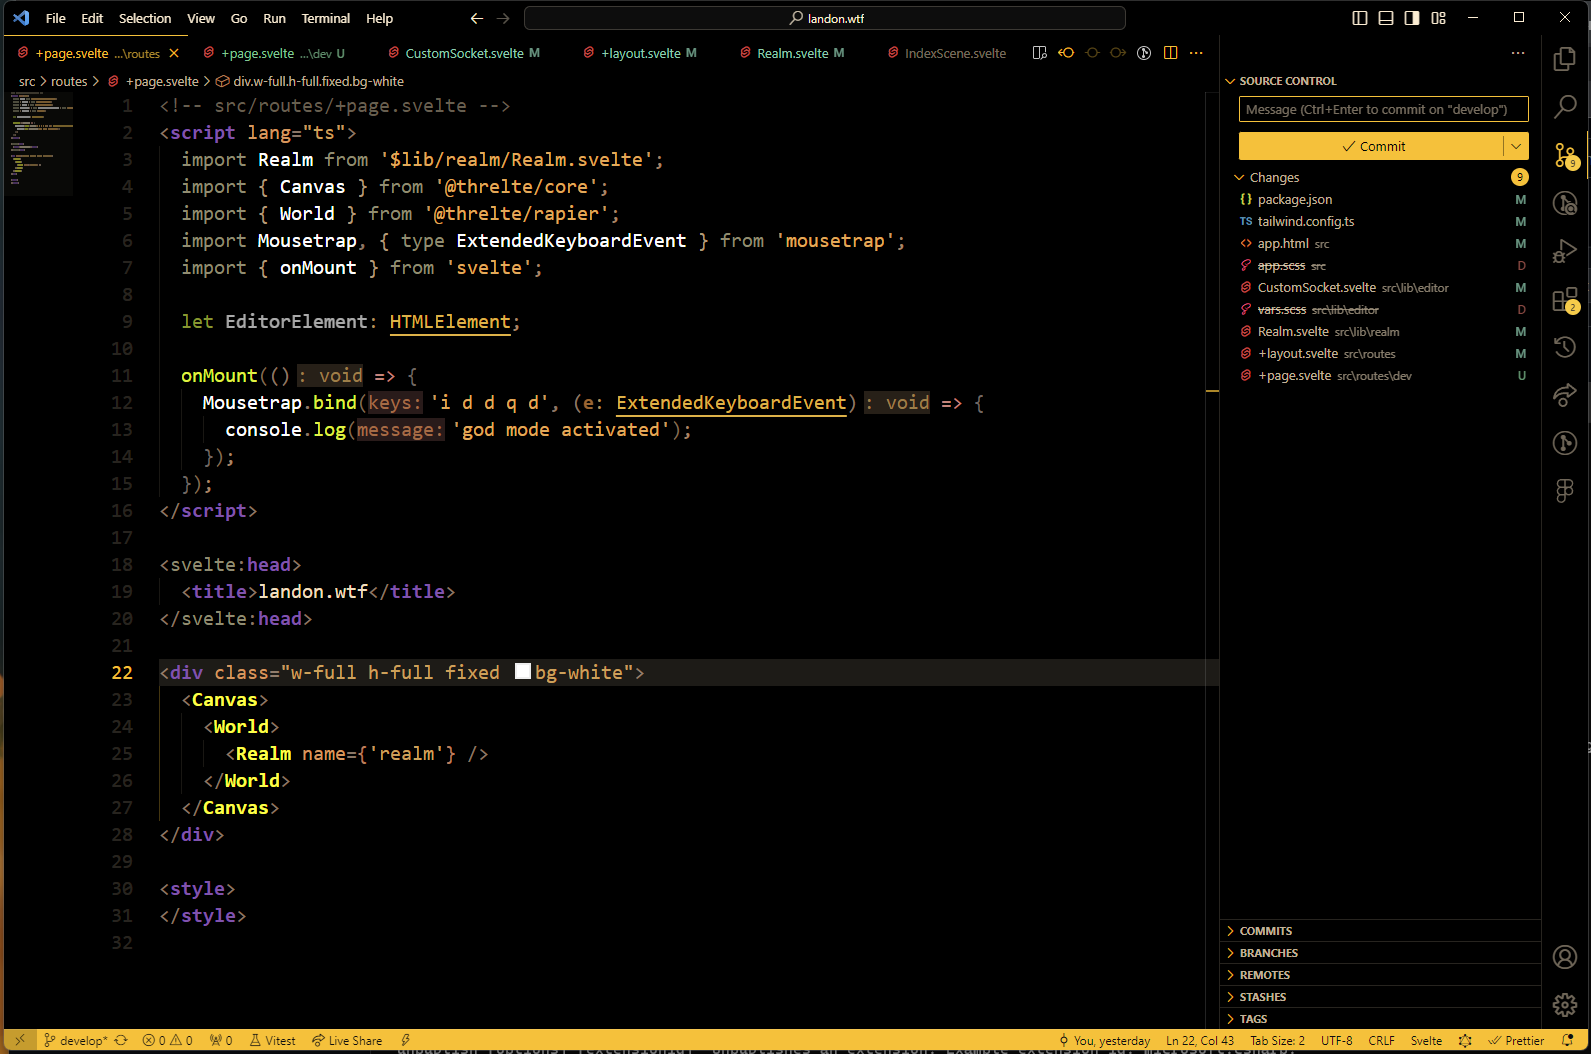 File Edit Selection View Go Run Terminal Help
landon.wtf
+page.svelte ...\routes
+page.svelte ...\dev U
CustomSocket.svelte M
+layout.svelte M
Realm.svelte M
IndexScene.svelte
src > routes > +page.svelte > div.w-full.h-full.fixed.bg-white
1 <!-- src/routes/+page.svelte -->
2 <script lang="ts">
3 import Realm from '$lib/realm/Realm.svelte';
4 import { Canvas } from '@threlte/core';
5 import { World } from '@threlte/rapier';
6 import Mousetrap, { type ExtendedKeyboardEvent } from 'mousetrap';
7 import { onMount } from 'svelte';
8
9 let EditorElement: HTMLElement;
10
11 onMount((): void => {
12 Mousetrap.bind(keys: 'i d d q d', (e: ExtendedKeyboardEvent): void => {
13 console.log(message: 'god mode activated');
14 });
15 });
16 </script>
17
18 <svelte:head>
19 <title>landon.wtf</title>
20 </svelte:head>
21
22 <div class="w-full h-full fixed bg-white">
23 <Canvas>
24 <World>
25 <Realm name={'realm'} />
26 </World>
27 </Canvas>
28 </div>
29
30 <style>
31 </style>
32
SOURCE CONTROL
Message (Ctrl+Enter to commit on "develop")
Commit
Changes 9
{} package.json M
TS tailwind.config.ts M
<> app.html src M
app.scss src D
CustomSocket.svelte src\lib\editor M
vars.scss src\lib\editor D
Realm.svelte src\lib\realm M
+layout.svelte src\routes M
+page.svelte src\routes\dev U
COMMITS
BRANCHES
REMOTES
STASHES
TAGS
9
2
develop* 0 0 0 Vitest Live Share
You, yesterday Ln 22, Col 43 Tab Size: 2 UTF-8 CRLF Svelte Prettier